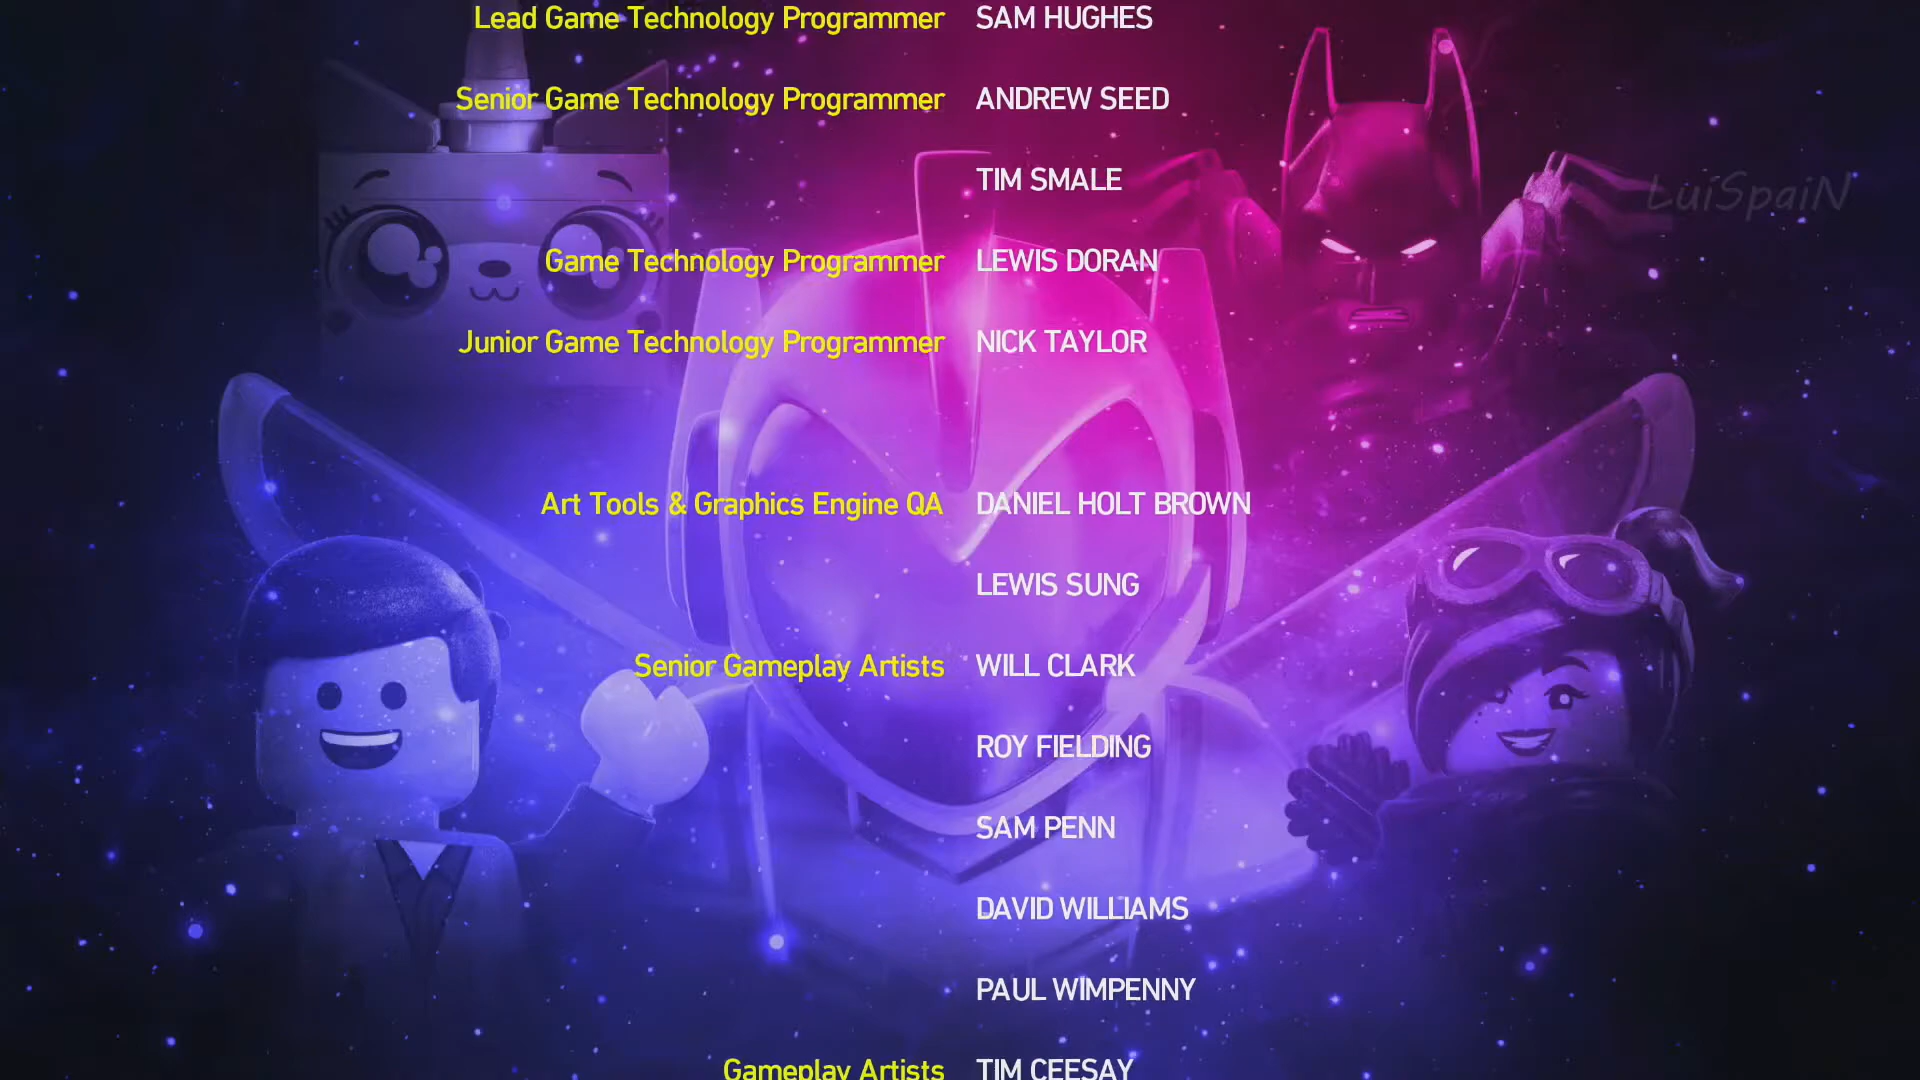 Lead Game Technology Programmer SAM HUGHES
Senior Game Technology Programmer ANDREW SEED
TIM SMALE
LuiSpaiN
Game Technology Programmer LEWIS DORAN
Junior Game Technology Programmer NICK TAYLOR
Art Tools & Graphics Engine QA DANIEL HOLT BROWN
LEWIS SUNG
Senior Gameplay Artists WILL CLARK
ROY FIELDING
SAM PENN
DAVID WILLIAMS
PAUL WIMPENNY
Gameplay Artists TIM CEESAY